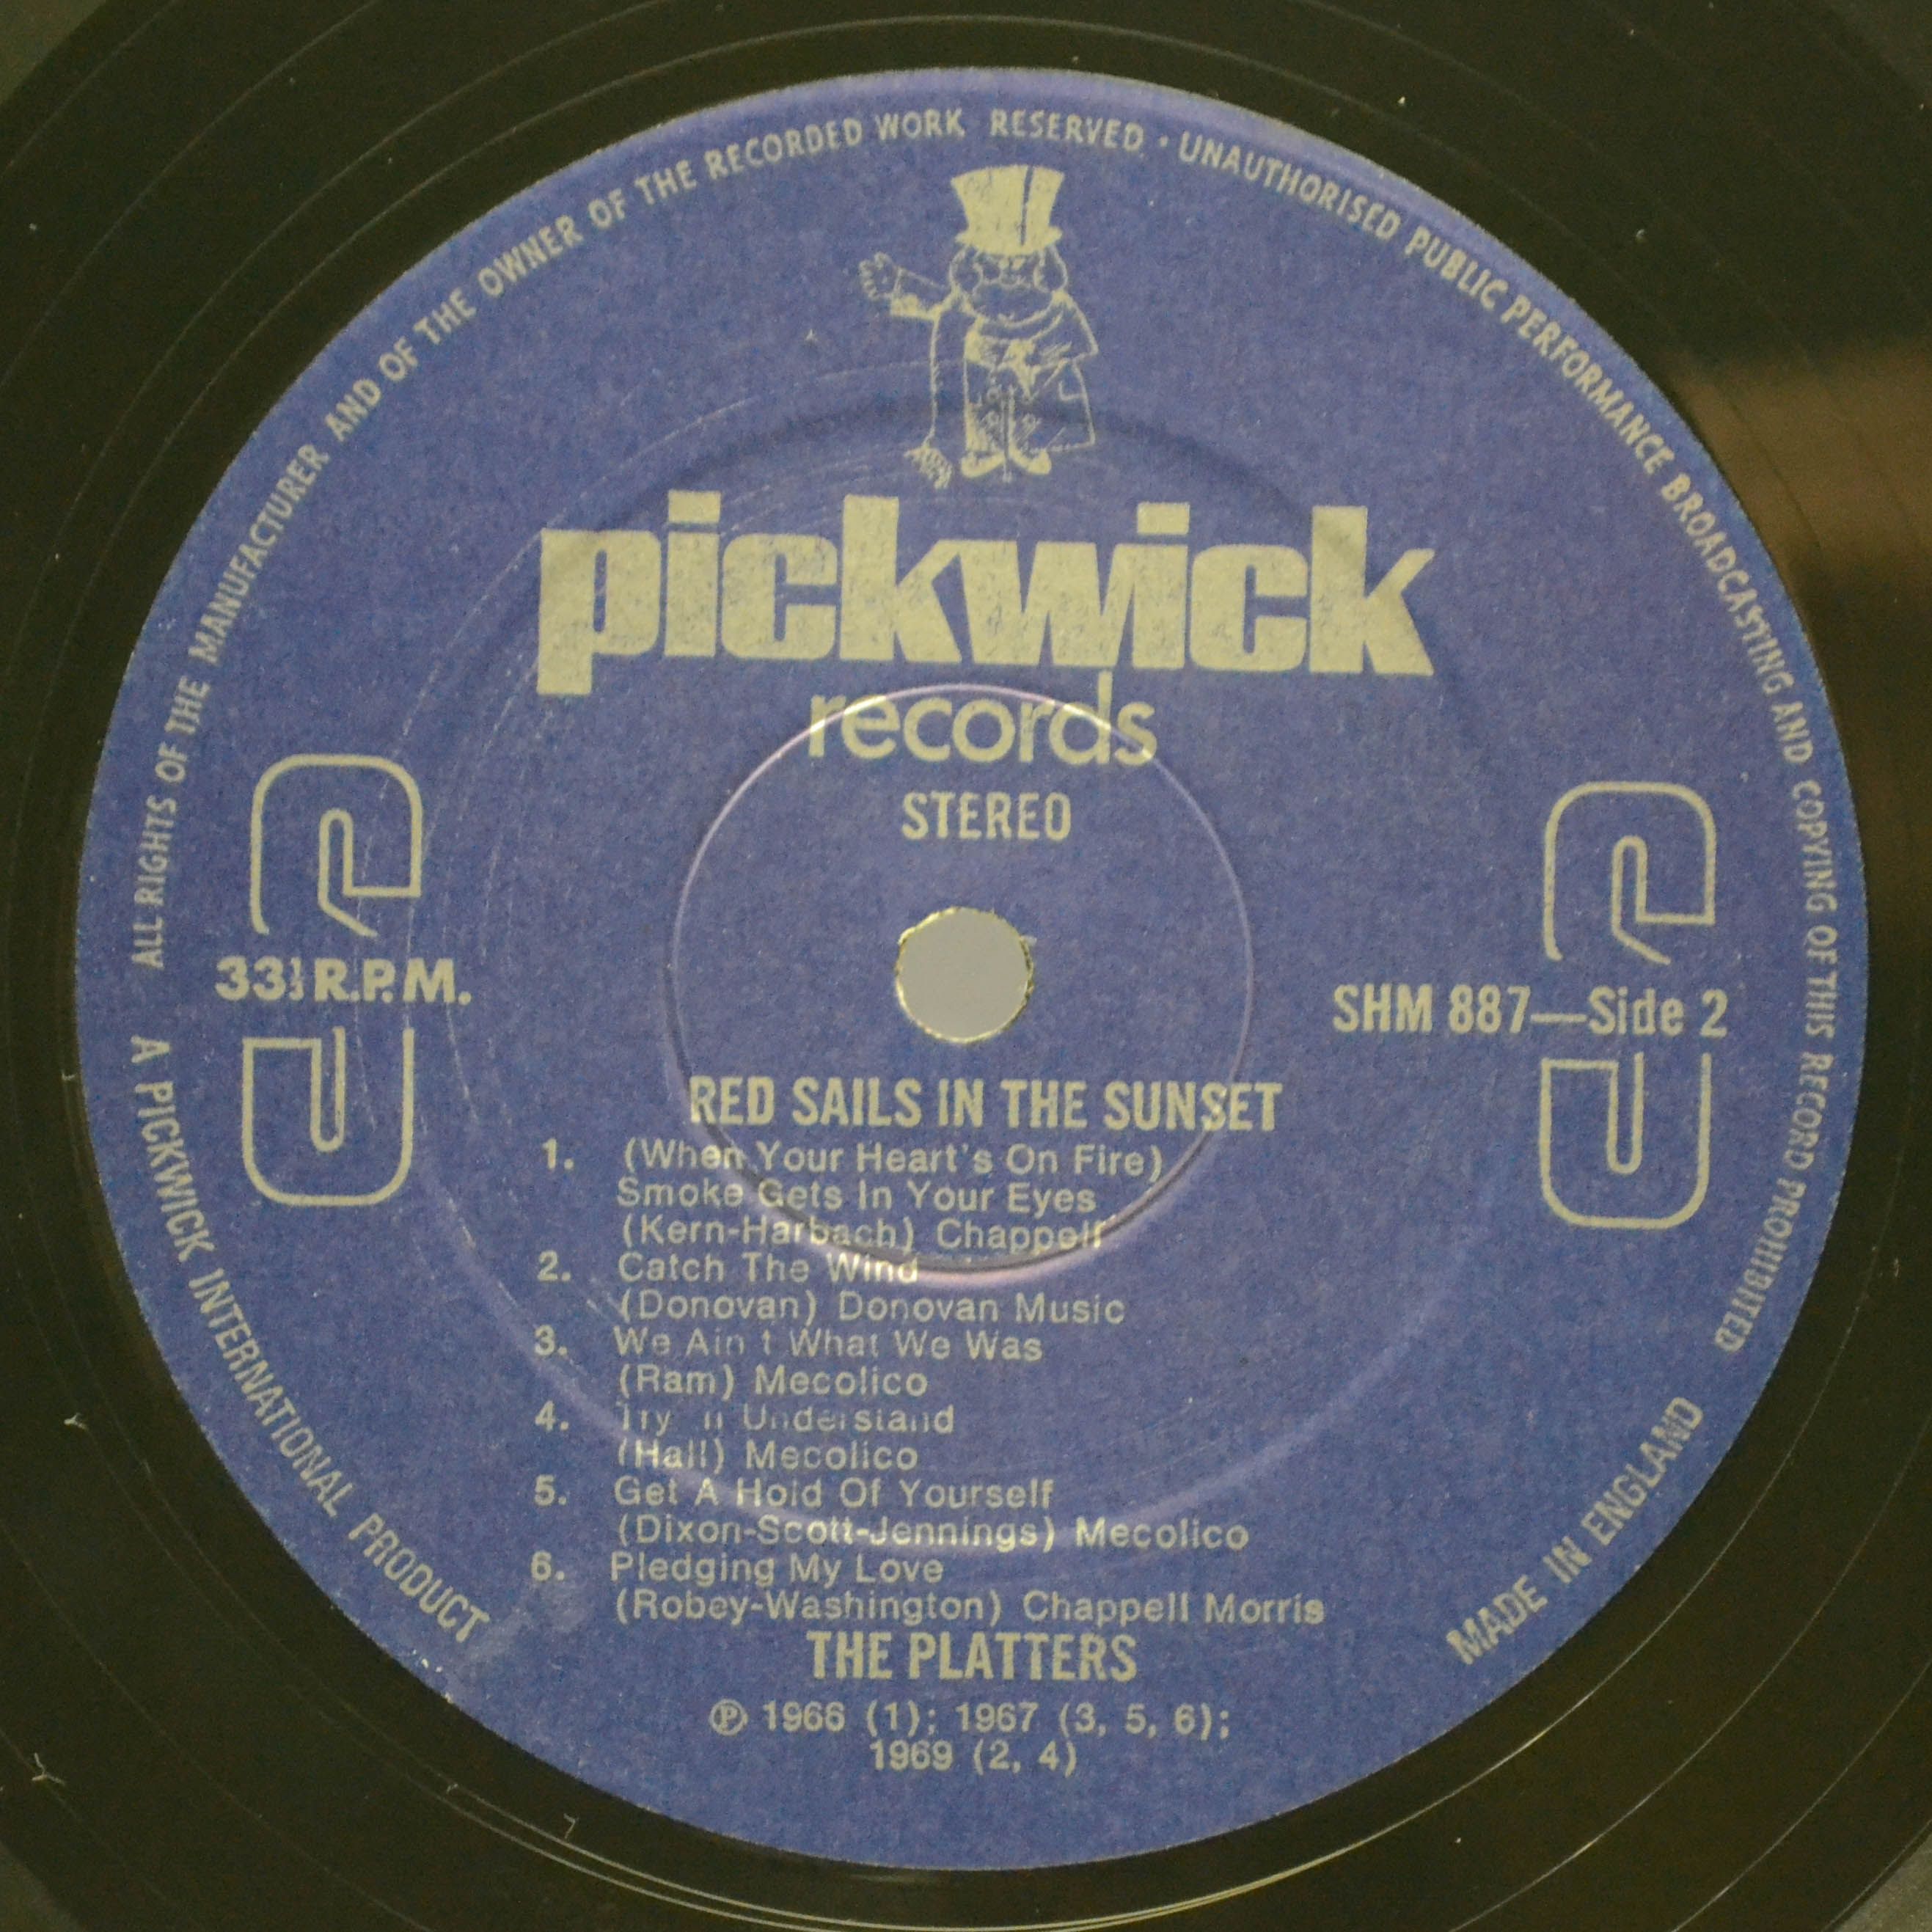 ALL RIGHTS OF THE MANUFACTURER AND OF THE OWNER OF THE RECORDED WORK RESERVED · UNAUTHORISED PUBLIC PERFORMANCE BROADCASTING AND COPYING OF THIS RECORD PROHIBITED
pickwick
records
STEREO
33⅓ R.P.M.
SHM 887—Side 2
RED SAILS IN THE SUNSET
1. (When Your Heart's On Fire)
Smoke Gets In Your Eyes
(Kern-Harbach) Chappell
2. Catch The Wind
(Donovan) Donovan Music
3. We Ain t What We Was
(Ram) Mecolico
4. Try n Understand
(Hall) Mecolico
5. Get A Hold Of Yourself
(Dixon-Scott-Jennings) Mecolico
6. Pledging My Love
(Robey-Washington) Chappell Morris
THE PLATTERS
℗ 1966 (1); 1967 (3, 5, 6);
1969 (2, 4)
A PICKWICK INTERNATIONAL PRODUCT
MADE IN ENGLAND